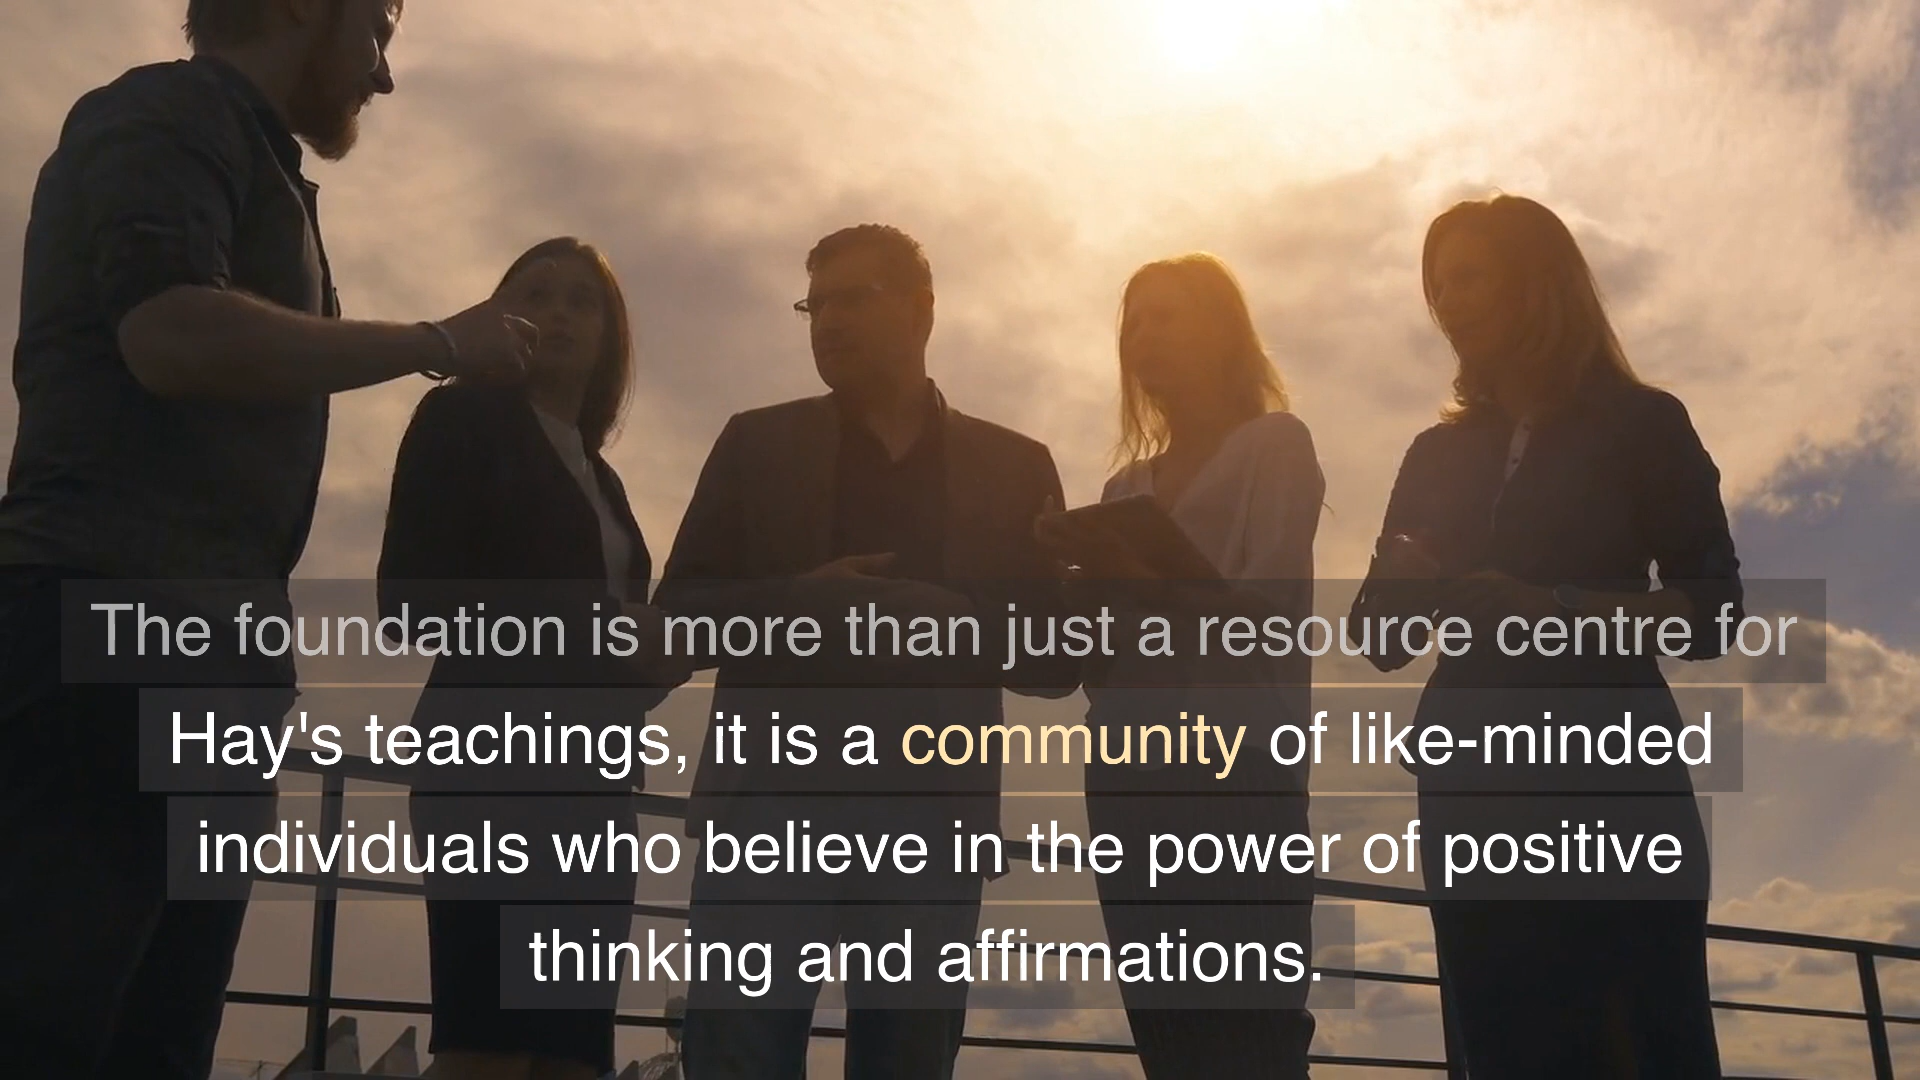 The foundation is more than just a resource centre for
Hay's teachings, it is a community of like-minded
individuals who believe in the power of positive
thinking and affirmations.